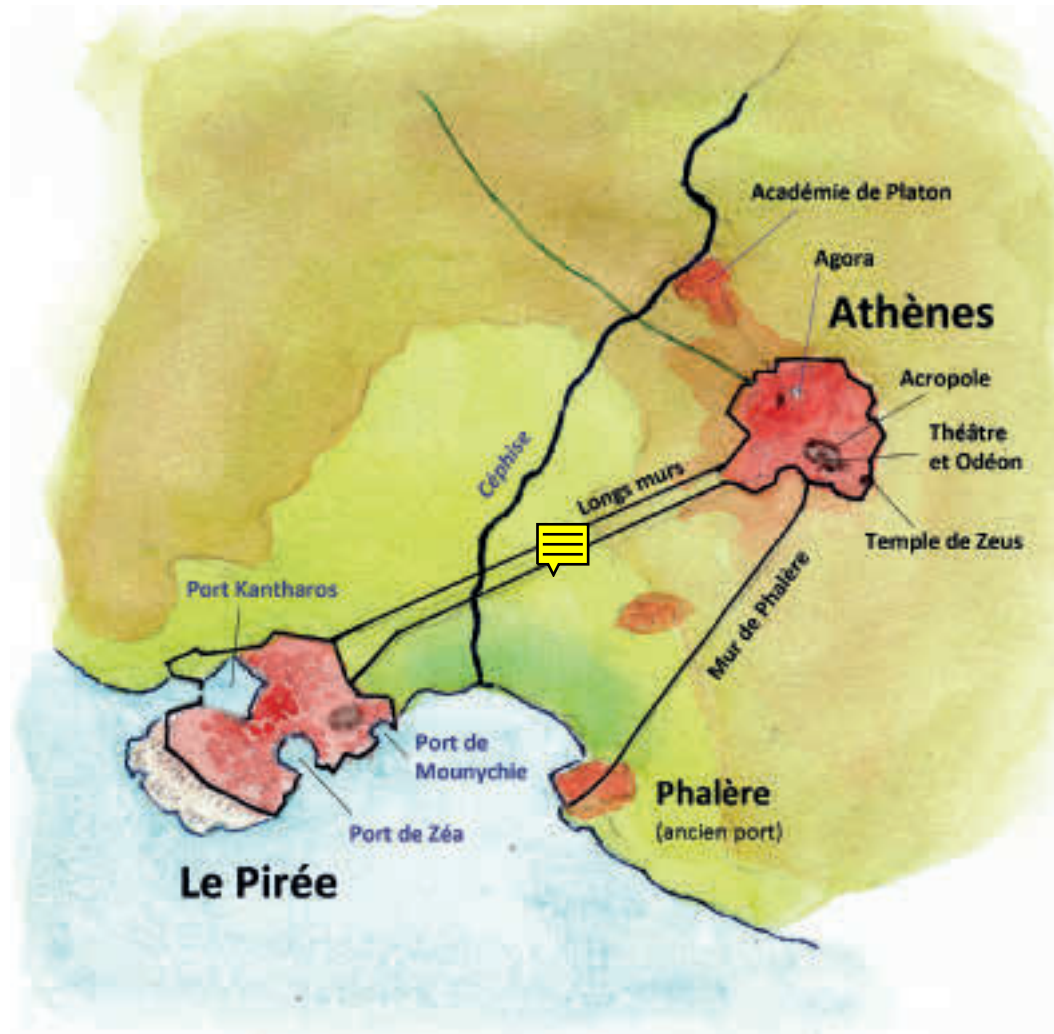 Académie de Platon
Agora
Athènes
Acropole
Théâtre
et Odéon
Céphise
Longs murs
Temple de Zeus
Port Kantharos
Mur de Phalère
Port de
Mounychie
Phalère
(ancien port)
Port de Zéa
Le Pirée